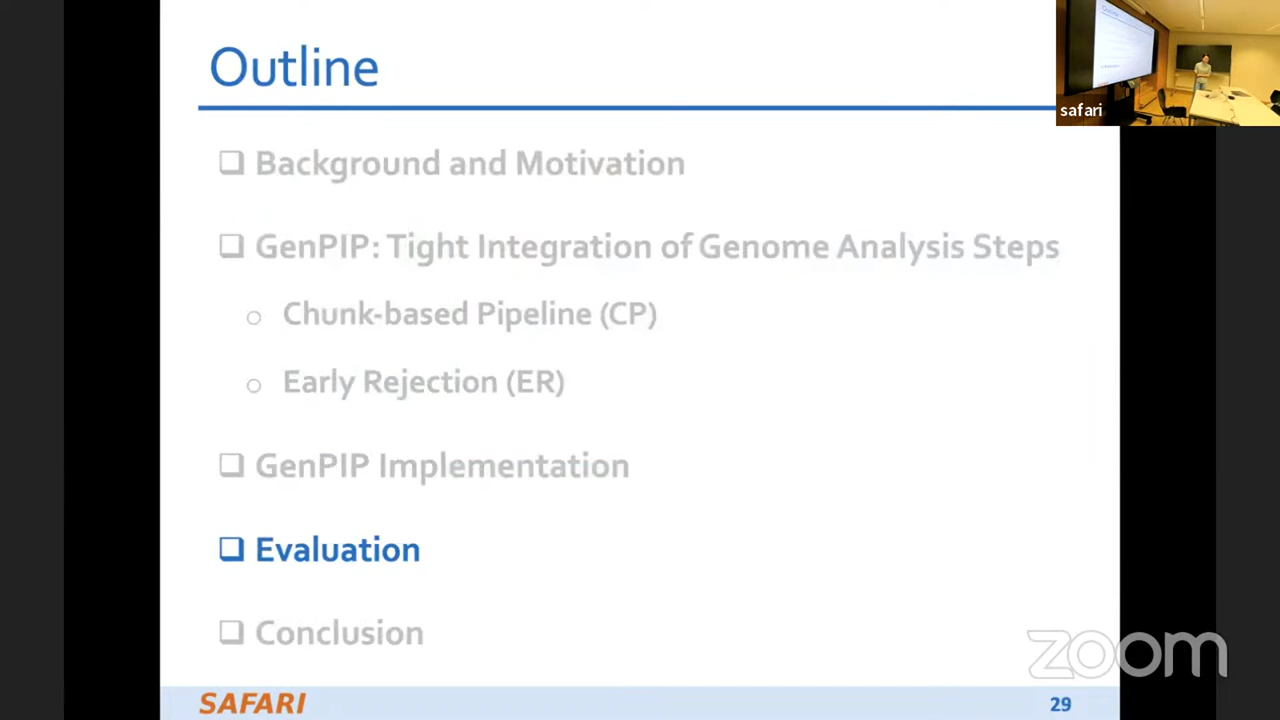 Outline
safari
❑ Background and Motivation
❑ GenPIP: Tight Integration of Genome Analysis Steps
o Chunk-based Pipeline (CP)
o Early Rejection (ER)
❑ GenPIP Implementation
❑ Evaluation
❑ Conclusion
zoom
SAFARI
29